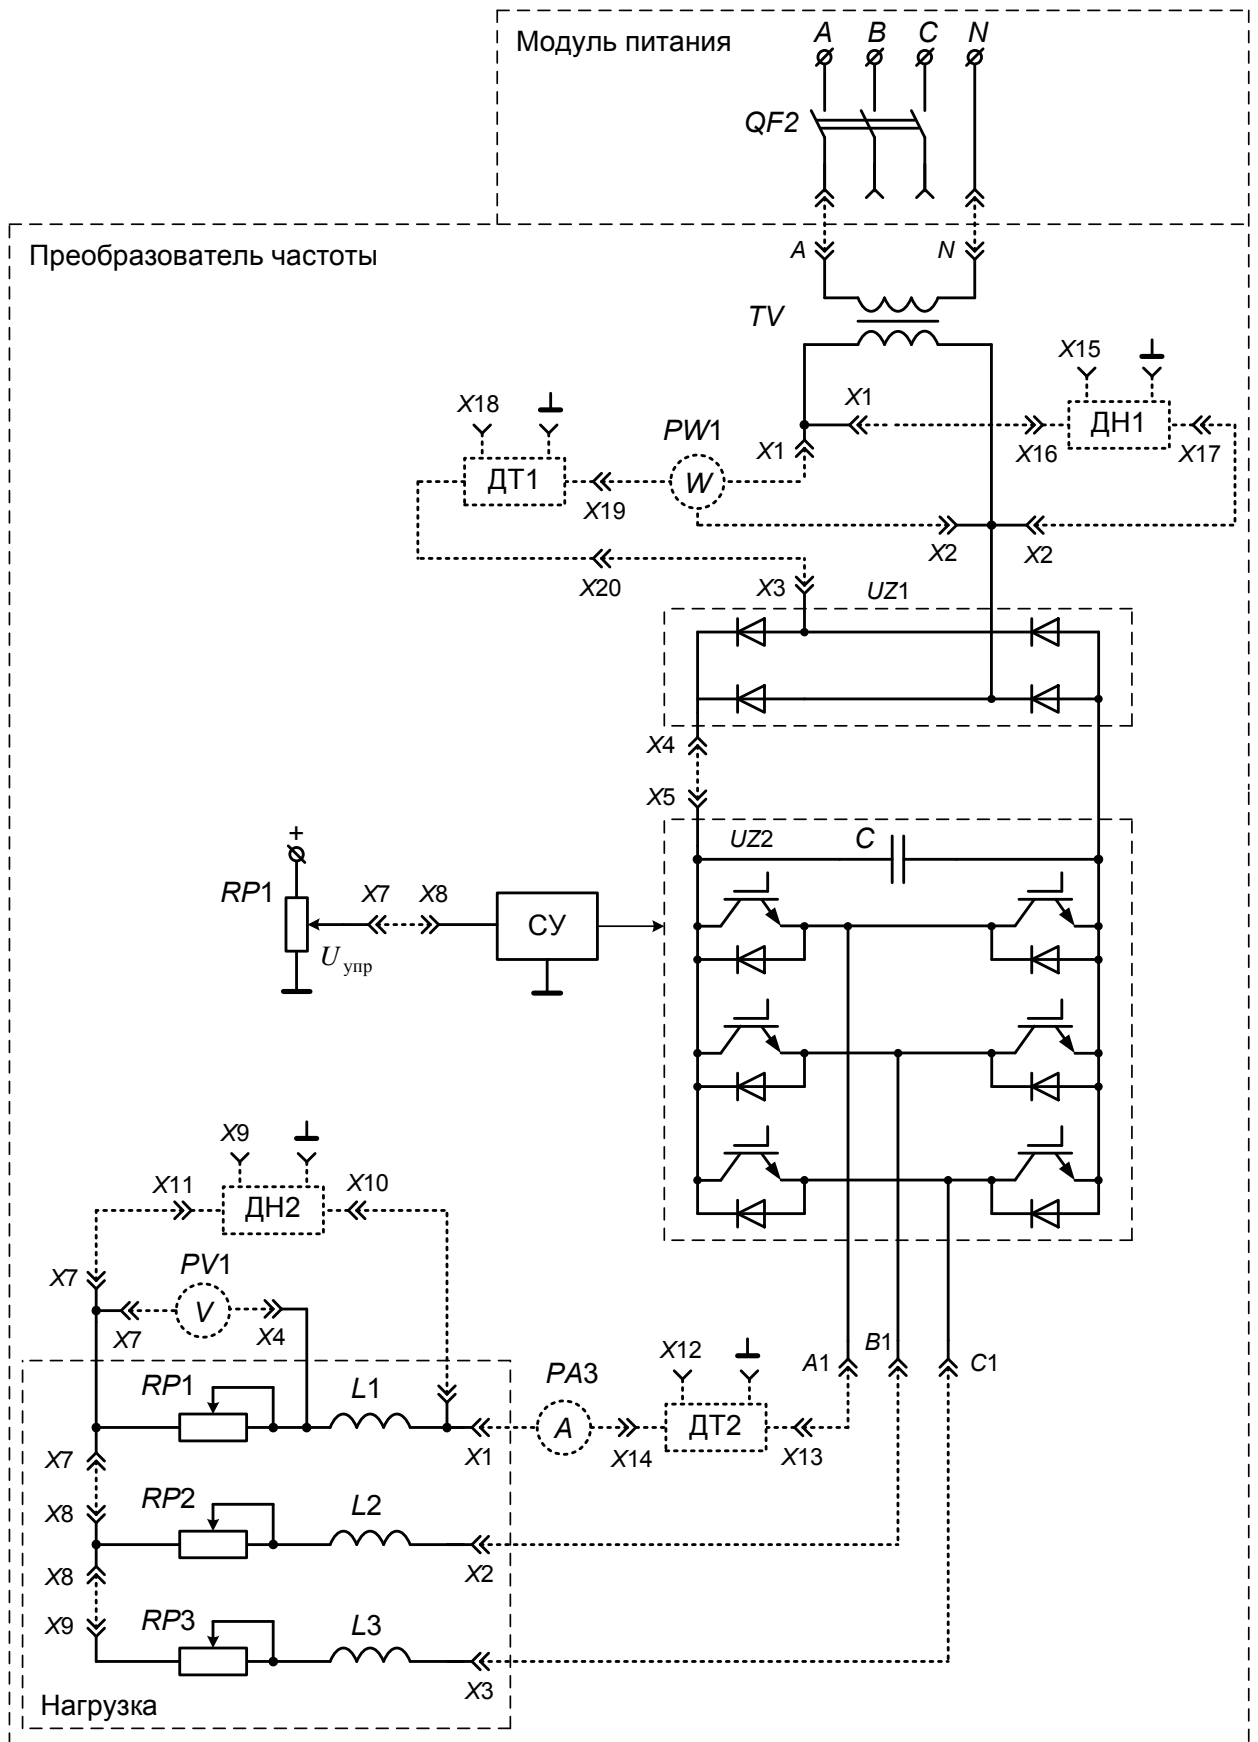 Модуль питания
A B C N
QF2
Преобразователь частоты
A N
TV
X15
X18
X1
PW1
ДН1
X1
X16 X17
ДТ1
W
X19
X2 X2
X20
X3
UZ1
X4
X5
+
UZ2
C
RP1
X7 X8
СУ
Uупр
X9
X11 X10
ДН2
PV1
X7
V
X7 X4
B1
X12
A1 C1
RP1 L1
PA3
A
ДТ2
X7
X1
X14 X13
X8
RP2 L2
X8
X2
X9
RP3 L3
X3
Нагрузка